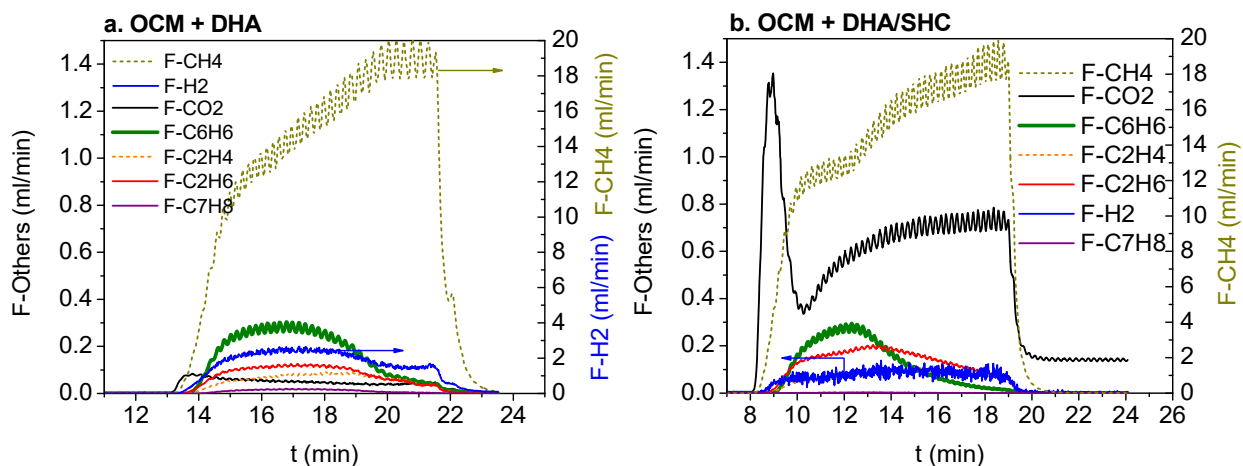 a. OCM + DHA
F-CH4
F-H2
F-CO2
F-C6H6
F-C2H4
F-C2H6
F-C7H8
1.4
1.2
1.0
0.8
0.6
0.4
0.2
0.0
F-Others (ml/min)
20
18
16
14
12
10
8
6
4
2
0
F-H2 (ml/min)
F-CH4 (ml/min)
12
14
16
18
20
22
24
t (min)
b. OCM + DHA/SHC
F-CH4
F-CO2
F-C6H6
F-C2H4
F-C2H6
F-H2
F-C7H8
1.4
1.2
1.0
0.8
0.6
0.4
0.2
0.0
F-Others (ml/min)
20
18
16
14
12
10
8
6
4
2
0
F-CH4 (ml/min)
8
10
12
14
16
18
20
22
24
26
t (min)